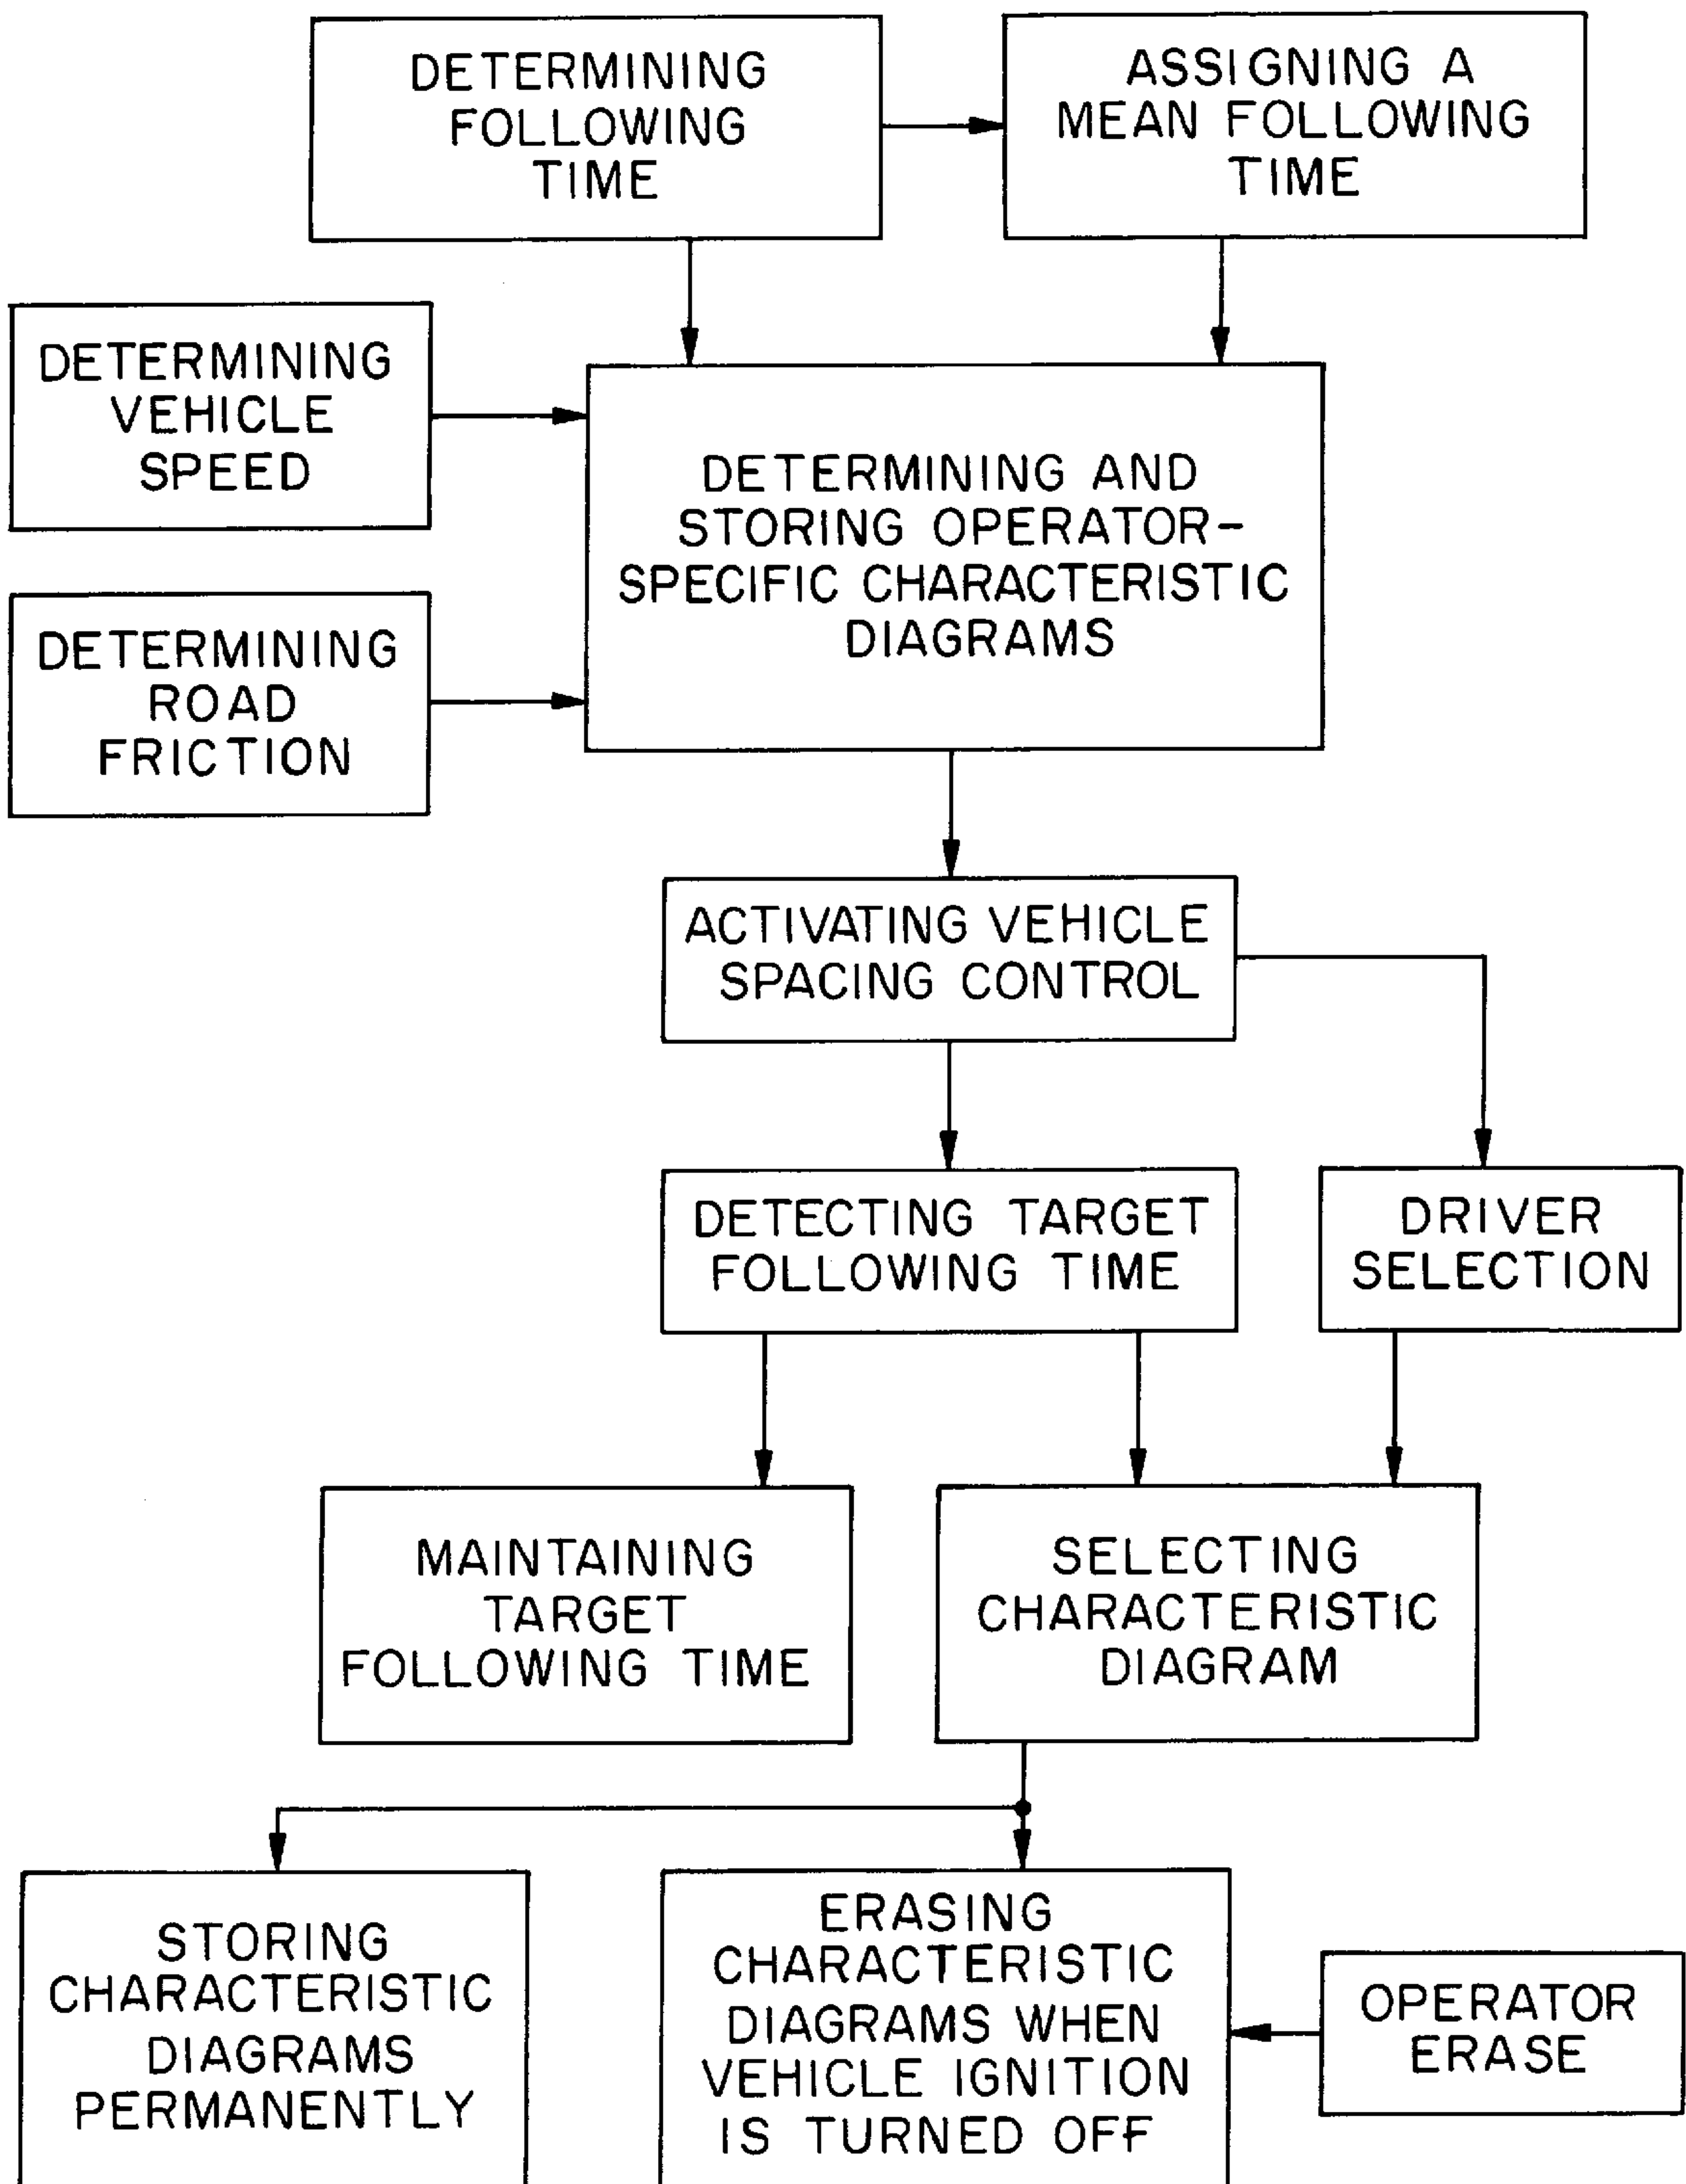 DETERMINING
FOLLOWING
TIME
ASSIGNING A
MEAN FOLLOWING
TIME
DETERMINING
VEHICLE
SPEED
DETERMINING AND
STORING OPERATOR-
SPECIFIC CHARACTERISTIC
DIAGRAMS
DETERMINING
ROAD
FRICTION
ACTIVATING VEHICLE
SPACING CONTROL
DETECTING TARGET
FOLLOWING TIME
DRIVER
SELECTION
MAINTAINING
TARGET
FOLLOWING TIME
SELECTING
CHARACTERISTIC
DIAGRAM
STORING
CHARACTERISTIC
DIAGRAMS
PERMANENTLY
ERASING
CHARACTERISTIC
DIAGRAMS WHEN
VEHICLE IGNITION
IS TURNED OFF
OPERATOR
ERASE